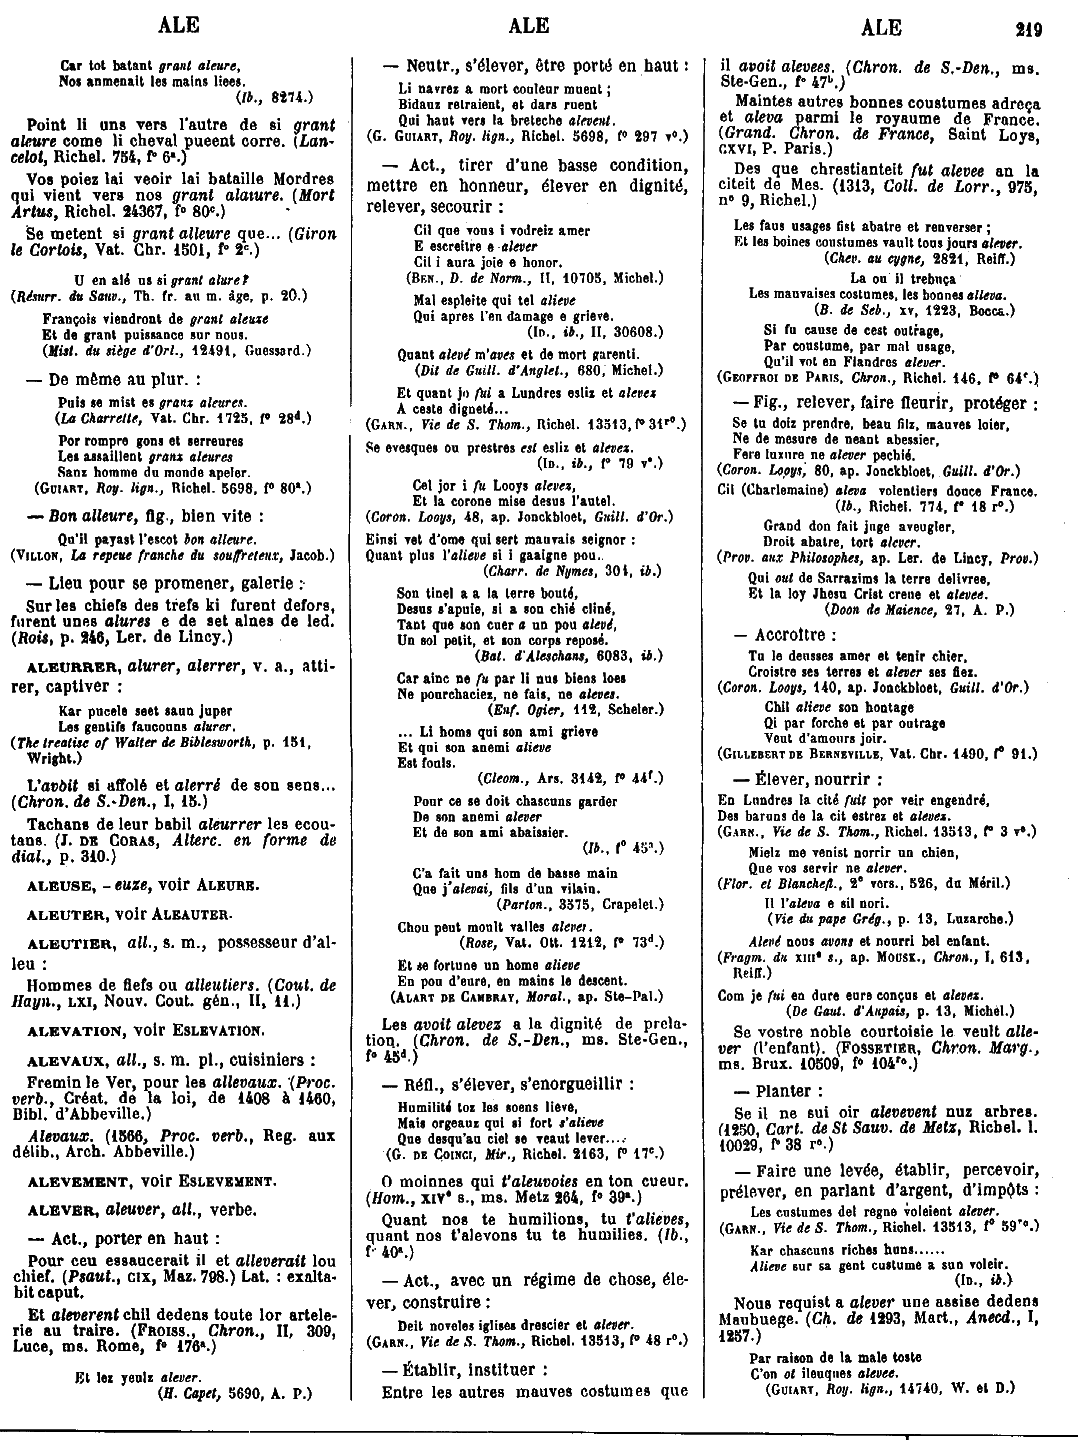 ALE
ALE
ALE
219
Car tot batant grant aleure,
Nos anmenait les mains liees.
(Ib., 8274.)
Point li uns vers l'autre de si grant
aleure come li cheval pueent corre. (Lan-
celot, Richel. 754, f° 6ª.)
Vos poiez lai veoir lai bataille Mordres
qui vient vers nos grant alature. (Mort
Artus, Richel. 24367, f° 80ᶜ.)
Se metent si grant alleure que... (Giron
le Cortois, Vat. Chr. 1501, f° 2ᶜ.)
U en alé us si grant alure?
(Résurr. du Sauv., Th. fr. au m. âge, p. 20.)
François viendront de grant aleuze
Et de grant puissance sur nous.
(Mist. du siège d'Orl., 12491, Guessard.)
— De même au plur. :
Puis se mist es granz aleures.
(La Charrette, Vat. Chr. 1725, f° 28ᵈ.)
Por rompre gons et serreures
Les assaillent granz aleures
Sanz homme du monde apeler.
(GUIART, Roy. lign., Richel. 5698, f° 80ª.)
— Bon alleure, fig., bien vite :
Qu'il payast l'escot bon alleure.
(VILLON, La repeue franche du souffreteux, Jacob.)
— Lieu pour se promener, galerie :
Sur les chiefs des trefs ki furent defors,
furent unes alures e de set alnes de led.
(Rois, p. 246, Ler. de Lincy.)
ALEURRER, alurer, alerrer, v. a., atti-
rer, captiver :
Kar pucele seet saun juper
Les gentifs faucouns alurer.
(The treatise of Walter de Biblesworth, p. 151,
Wright.)
L'avbit si affolé et alerré de son sens...
(Chron. de S.-Den., I, 15.)
Tachans de leur babil aleurrer les ecou-
tans. (J. DE CORAS, Alterc. en forme de
dial., p. 310.)
ALEUSE, -euze, voir ALEURE.
ALEUTER, voir ALEAUTER.
ALEUTIER, all., s. m., possesseur d'al-
leu :
Hommes de fiefs ou alleutiers. (Cout. de
Hayn., LXI, Nouv. Cout. gén., II, 11.)
ALEVATION, voir ESLEVATION.
ALEVAUX, all., s. m. pl., cuisiniers :
Fremin le Ver, pour les allevaux. (Proc.
verb., Créat. de la loi, de 1408 à 1460,
Bibl. d'Abbeville.)
Alevaux. (1566, Proc. verb., Reg. aux
délib., Arch. Abbeville.)
ALEVEMENT, voir ESLEVEMENT.
ALEVER, aleuver, all., verbe.
— Act., porter en haut :
Pour ceu essaucerait il et alleverait lou
chief. (Psaut., CIX, Maz. 798.) Lat. : exalta-
bit caput.
Et aleverent chil dedens toute lor artele-
rie au traire. (FROISS., Chron., II, 309,
Luce, ms. Rome, f° 176ª.)
Et lez yeulz alever.
(H. Capet, 5690, A. P.)
— Neutr., s'élever, être porté en haut :
Li navrez a mort couleur muent ;
Bidauz retraient, et dars ruent
Qui haut vers la breteche alevent.
(G. GUIART, Roy. lign., Richel. 5698, f° 297 v°.)
— Act., tirer d'une basse condition,
mettre en honneur, élever en dignité,
relever, secourir :
Cil que vous i vodreiz amer
E escreitre e alever
Cil i aura joie e honor.
(BEN., D. de Norm., II, 10705, Michel.)
Mal espleite qui tel alieve
Qui apres l'en damage e grieve.
(ID., ib., II, 30608.)
Quant alevé m'aves et de mort garenti.
(Dit de Guill. d'Anglet., 680, Michel.)
Et quant jo fui a Lundres esliz et alevez
A ceste digneté...
(GARN., Vie de S. Thom., Richel. 13513, f° 31ʳ°.)
Se evesques ou prestres est esliz et alevez.
(ID., ib., f° 79 v°.)
Cel jor i fu Looys alevez,
Et la corone mise desus l'autel.
(Coron. Looys, 48, ap. Jonckbloet, Guill. d'Or.)
Einsi vet d'ome qui sert mauvais seignor :
Quant plus l'alieve si i gaaigne pou..
(Charr. de Nymes, 301, ib.)
Son tinel a a la terre bouté,
Desus s'apuie, si a son chié cliné,
Tant que son cuer a un pou alevé,
Un sol petit, et son corps reposé.
(Bat. d'Aleschans, 6083, ib.)
Car ainc ne fu par li nus biens loes
Ne pourchaciez, ne fais, ne aleves.
(Enf. Ogier, 112, Scheler.)
... Li homs qui son ami grieve
Et qui son anemi alieve
Est fouls.
(Cleom., Ars. 3142, f° 44ᶠ.)
Pour ce se doit chascuns garder
De son anemi alever
Et de son ami abaissier.
(Ib., f° 45ª.)
C'a fait uns hom de basse main
Que j'alevai, fils d'un vilain.
(Parton., 3575, Crapelet.)
Chou peut moult valles alever.
(Rose, Vat. Ott. 1212, f° 73ᵈ.)
Et se fortune un home alieve
En pou d'eure, en mains le descent.
(ALART DE CAMBRAY, Moral., ap. Ste-Pal.)
Les avoit alevez a la dignité de prela-
tion. (Chron. de S.-Den., ms. Ste-Gen.,
f° 45ᵈ.)
— Réfl., s'élever, s'enorgueillir :
Humilité toz les soens lieve,
Mais orgeauz qui si fort s'alieve
Que desqu'au ciel se veaut lever....
(G. DE COINCI, Mir., Richel. 2163, f° 17ᶜ.)
O moinnes qui t'aleuvoies en ton cueur.
(Hom., XIVᵉ s., ms. Metz 264, f° 39ª.)
Quant nos te humilions, tu t'alieves,
quant nos t'alevons tu te humilies. (Ib.,
f° 40ª.)
— Act., avec un régime de chose, éle-
ver, construire :
Deit noveles iglises drescier et alever.
(GARN., Vie de S. Thom., Richel. 13513, f° 48 r°.)
— Établir, instituer :
Entre les autres mauves costumes que
il avoit alevees. (Chron. de S.-Den., ms.
Ste-Gen., f° 47ᵇ.)
Maintes autres bonnes coustumes adreça
et aleva parmi le royaume de France.
(Grand. Chron. de France, Saint Loys,
CXVI, P. Paris.)
Des que chrestianteit fut alevee an la
citeit de Mes. (1313, Coll. de Lorr., 975,
n° 9, Richel.)
Les faus usages fist abatre et renverser ;
Et les boines coustumes vault tous jours alever.
(Chev. au cygne, 2821, Reiff.)
La ou il trebuça
Les mauvaises costumes, les bonnes alleva.
(B. de Seb., XV, 1223, Bocca.)
Si fu cause de cest outrage,
Par coustume, par mal usage,
Qu'il vot en Flandres alever.
(GEOFFROI DE PARIS, Chron., Richel. 146, f° 64ᵉ.)
— Fig., relever, faire fleurir, protéger :
Se tu doiz prendre, beau filz, mauves loier,
Ne de mesure de neant abessier,
Fere luxure ne alever pechié.
(Coron. Looys, 80, ap. Jonckbloet, Guill. d'Or.)
Cil (Charlemaine) aleva volentiers douce France.
(Ib., Richel. 774, f° 18 r°.)
Grand don fait juge aveugler,
Droit abatre, tort alever.
(Prov. aux Philosophes, ap. Ler. de Lincy, Prov.)
Qui out de Sarrazims la terre delivree,
Et la loy Jhesu Crist creue et alevee.
(Doon de Maience, 27, A. P.)
— Accroître :
Tu le deusses amer et tenir chier,
Croistre ses terres et alever ses fiez.
(Coron. Looys, 140, ap. Jonckbloet, Guill. d'Or.)
Chil alieve son hontage
Qi par forche et par outrage
Veut d'amours joir.
(GILLEBERT DE BERNEVILLE, Vat. Chr. 1490, f° 91.)
— Élever, nourrir :
En Lundres la cité fuit por veir engendré,
Des baruns de la cit estrez et alevez.
(GARN., Vie de S. Thom., Richel. 13513, f° 3 v°.)
Mielz me venist norrir un chien,
Que vos servir ne alever.
(Flor. et Blanchefl., 2ᵉ vers., 526, du Méril.)
Il l'aleva e sil nori.
(Vie du pape Grég., p. 13, Luzarche.)
Alevé nous avons et nourri bel enfant.
(Fragm. du XIIIᵉ s., ap. MOUSK., Chron., I, 613,
Reiff.)
Com je fui en dure eure conçus et alevez.
(De Gaut. d'Aupais, p. 13, Michel.)
Se vostre noble courtoisie le veult alle-
ver (l'enfant). (FOSSETIER, Chron. Marg.,
ms. Brux. 10509, f° 104ʳ°.)
— Planter :
Se il ne sui oir alevevent nuz arbres.
(1250, Cart. de St Sauv. de Metz, Richel. l.
10029, f° 38 r°.)
— Faire une levée, établir, percevoir,
prélever, en parlant d'argent, d'impôts :
Les custumes del regne voleient alever.
(GARN., Vie de S. Thom., Richel. 13513, f° 59ʳ°.)
Kar chascuns riches huns......
Alieve sur sa gent custume a sun voleir.
(ID., ib.)
Nous requist a alever une assise dedens
Maubuege. (Ch. de 1293, Mart., Anecd., I,
1257.)
Par raison de la male toste
C'on ot ileuques alevee.
(GUIART, Roy. lign., 14740, W. et D.)